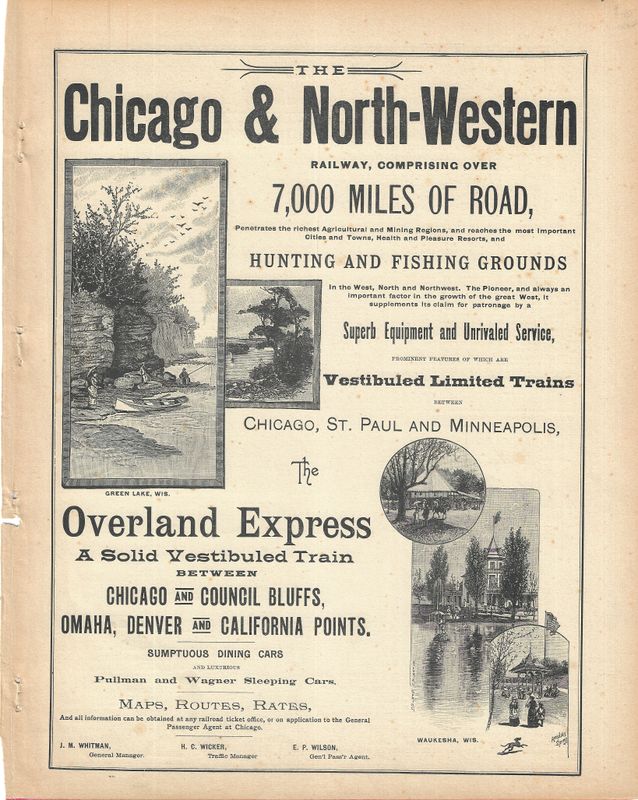 THE
Chicago & North-Western
RAILWAY, COMPRISING OVER
7,000 MILES OF ROAD,
Penetrates the richest Agricultural and Mining Regions, and reaches the most important
Cities and Towns, Health and Pleasure Resorts, and
HUNTING AND FISHING GROUNDS
In the West, North and Northwest. The Pioneer, and always an
important factor in the growth of the great West, it
supplements its claim for patronage by a
Superb Equipment and Unrivaled Service,
PROMINENT FEATURES OF WHICH ARE
Vestibuled Limited Trains
BETWEEN
CHICAGO, ST. PAUL AND MINNEAPOLIS,
GREEN LAKE, WIS.
The
Overland Express
A Solid Vestibuled Train
BETWEEN
CHICAGO AND COUNCIL BLUFFS,
OMAHA, DENVER AND CALIFORNIA POINTS.
SUMPTUOUS DINING CARS
AND LUXURIOUS
Pullman and Wagner Sleeping Cars.
MAPS, ROUTES, RATES,
And all information can be obtained at any railroad ticket office, or on application to the General
Passenger Agent at Chicago.
WAUKESHA, WIS.
J. M. WHITMAN,
General Manager.
H. C. WICKER,
Traffic Manager
E. P. WILSON,
Gen'l Pass'r Agent.